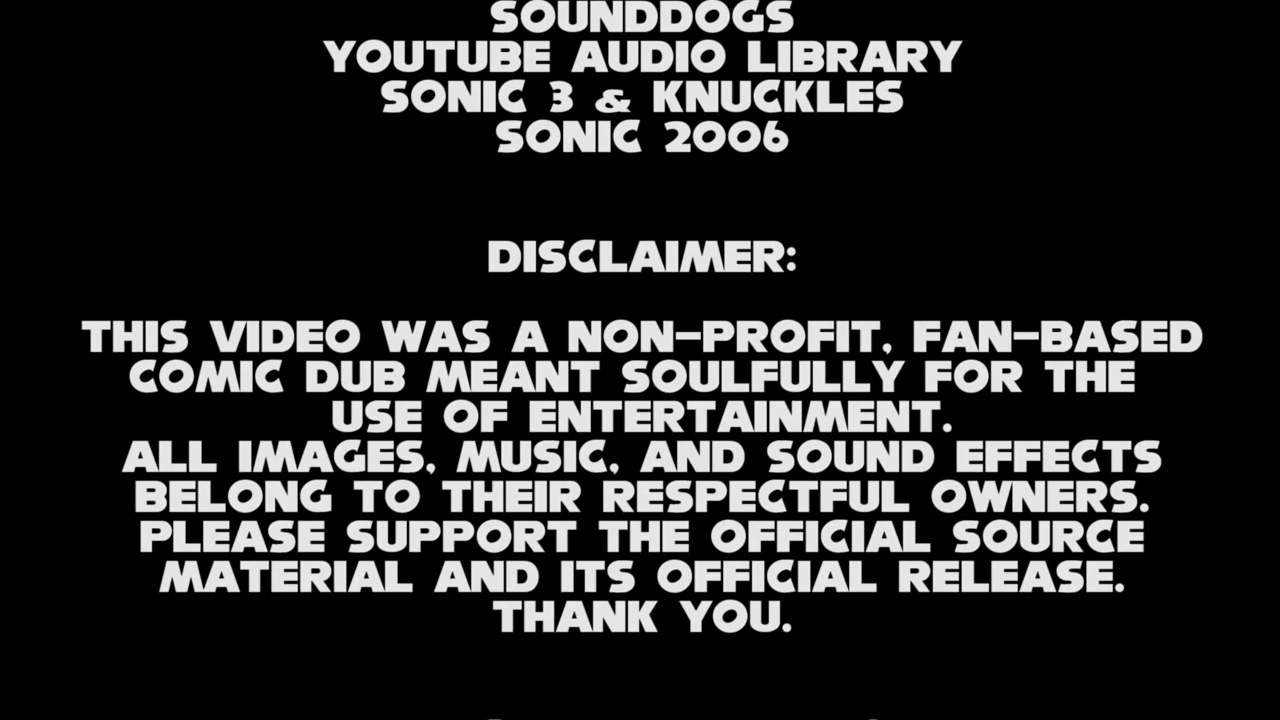 SOUNDDOGS
YOUTUBE AUDIO LIBRARY
SONIC 3 & KNUCKLES
SONIC 2006
DISCLAIMER:
THIS VIDEO WAS A NON-PROFIT, FAN-BASED
COMIC DUB MEANT SOULFULLY FOR THE
USE OF ENTERTAINMENT.
ALL IMAGES, MUSIC, AND SOUND EFFECTS
BELONG TO THEIR RESPECTFUL OWNERS.
PLEASE SUPPORT THE OFFICIAL SOURCE
MATERIAL AND ITS OFFICIAL RELEASE.
THANK YOU.